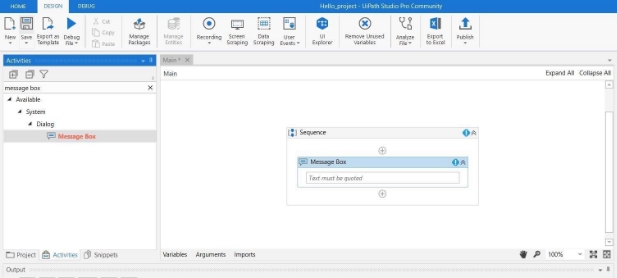 HOME DESIGN DEBUG Hello_project - UiPath Studio Pro Community
New Save Export as Template Debug File Cut Copy Paste Manage Packages Manage Entities Recording Screen Scraping Data Scraping User Events UI Explorer Remove Unused Variables Analyze File Export to Excel Publish
Activities Main* ×
Main Expand All Collapse All
message box ×
Available
System
Dialog
Message Box
Sequence
Message Box
Text must be quoted
Project Activities Snippets Variables Arguments Imports 100%
Output